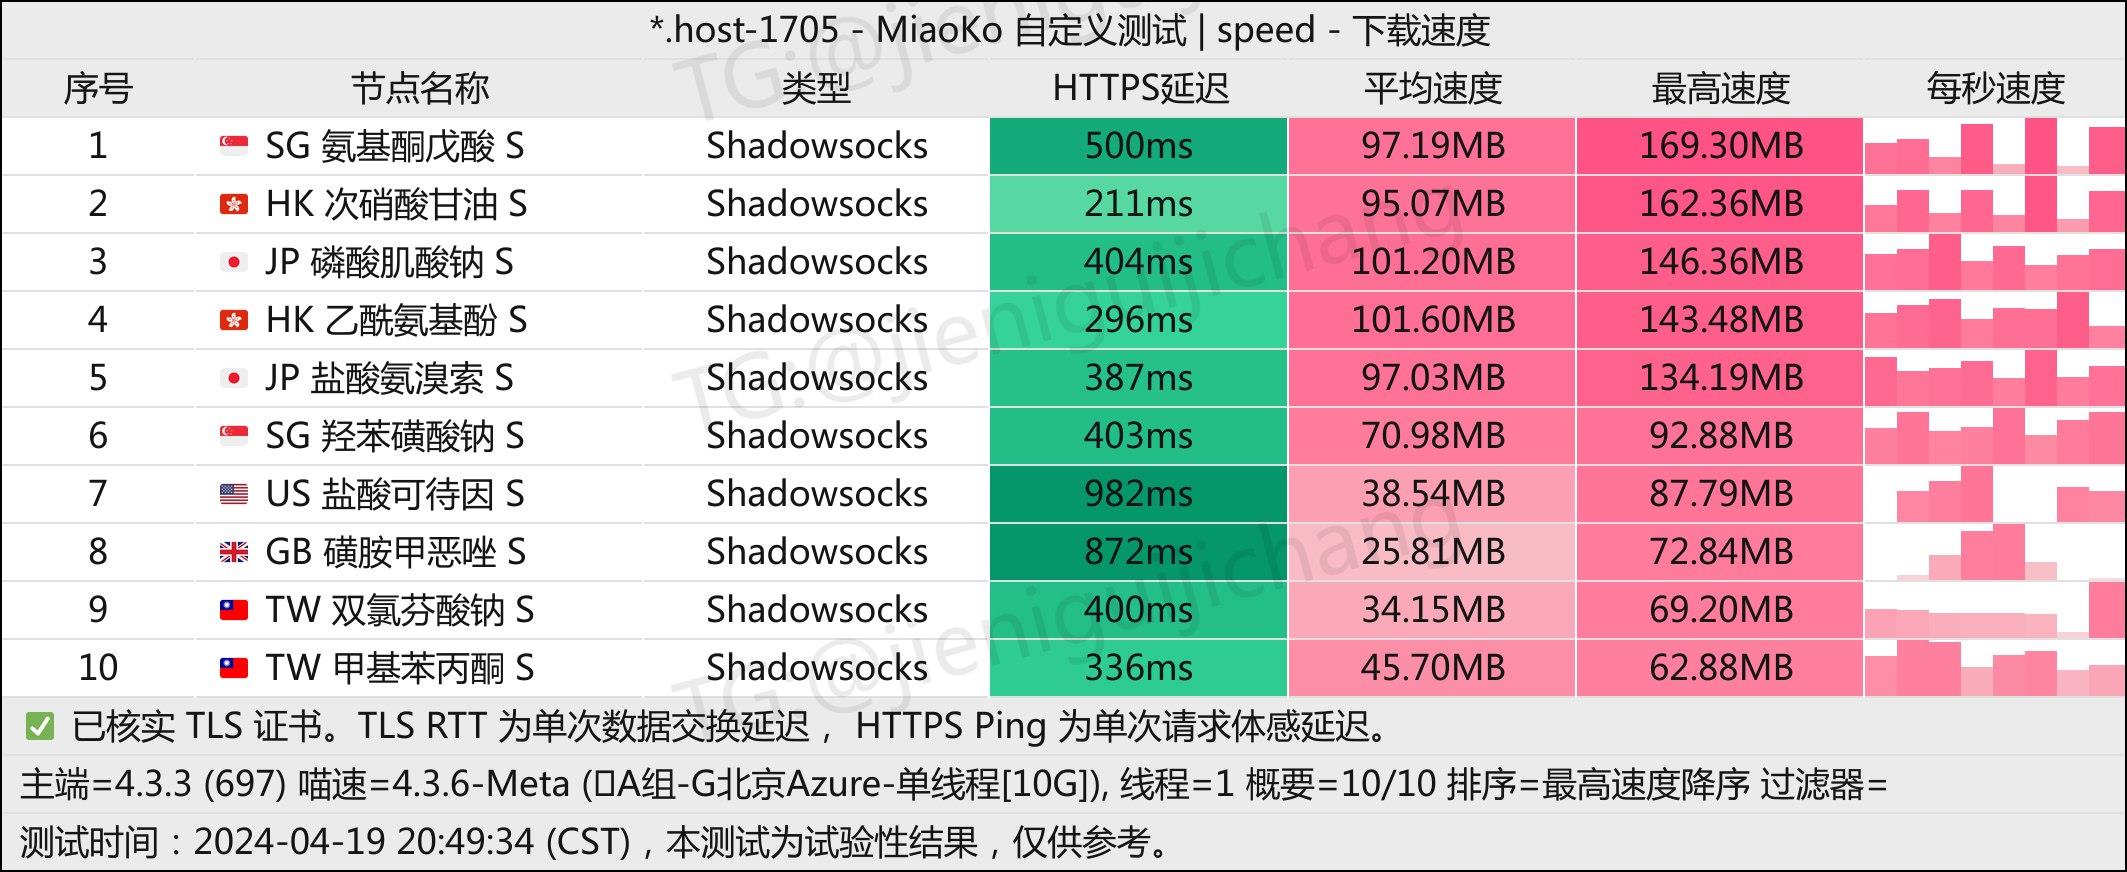 *.host-1705 - MiaoKo 自定义测试 | speed - 下载速度
序号 节点名称 类型 HTTPS延迟 平均速度 最高速度 每秒速度
1 SG 氨基酮戊酸 S Shadowsocks 500ms 97.19MB 169.30MB
2 HK 次硝酸甘油 S Shadowsocks 211ms 95.07MB 162.36MB
3 JP 磷酸肌酸钠 S Shadowsocks 404ms 101.20MB 146.36MB
4 HK 乙酰氨基酚 S Shadowsocks 296ms 101.60MB 143.48MB
5 JP 盐酸氨溴索 S Shadowsocks 387ms 97.03MB 134.19MB
6 SG 羟苯磺酸钠 S Shadowsocks 403ms 70.98MB 92.88MB
7 US 盐酸可待因 S Shadowsocks 982ms 38.54MB 87.79MB
8 GB 磺胺甲恶唑 S Shadowsocks 872ms 25.81MB 72.84MB
9 TW 双氯芬酸钠 S Shadowsocks 400ms 34.15MB 69.20MB
10 TW 甲基苯丙酮 S Shadowsocks 336ms 45.70MB 62.88MB
✅ 已核实 TLS 证书。TLS RTT 为单次数据交换延迟，HTTPS Ping 为单次请求体感延迟。
主端=4.3.3 (697) 喵速=4.3.6-Meta (▯A组-G北京Azure-单线程[10G]), 线程=1 概要=10/10 排序=最高速度降序 过滤器=
测试时间：2024-04-19 20:49:34 (CST)，本测试为试验性结果，仅供参考。
TG:@jieniguijichang
TG:@jieniguijichang
TG:@jieniguijichang